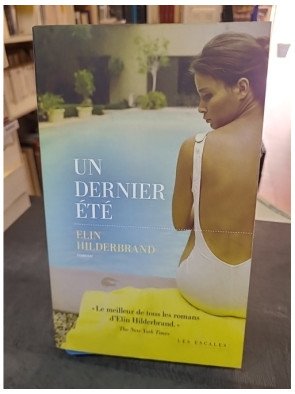 UN
DERNIER
ÉTÉ
ELIN
HILDERBRAND
ROMAN
« Le meilleur de tous les romans
d'Elin Hilderbrand. »
The New York Times
LES ESCALES